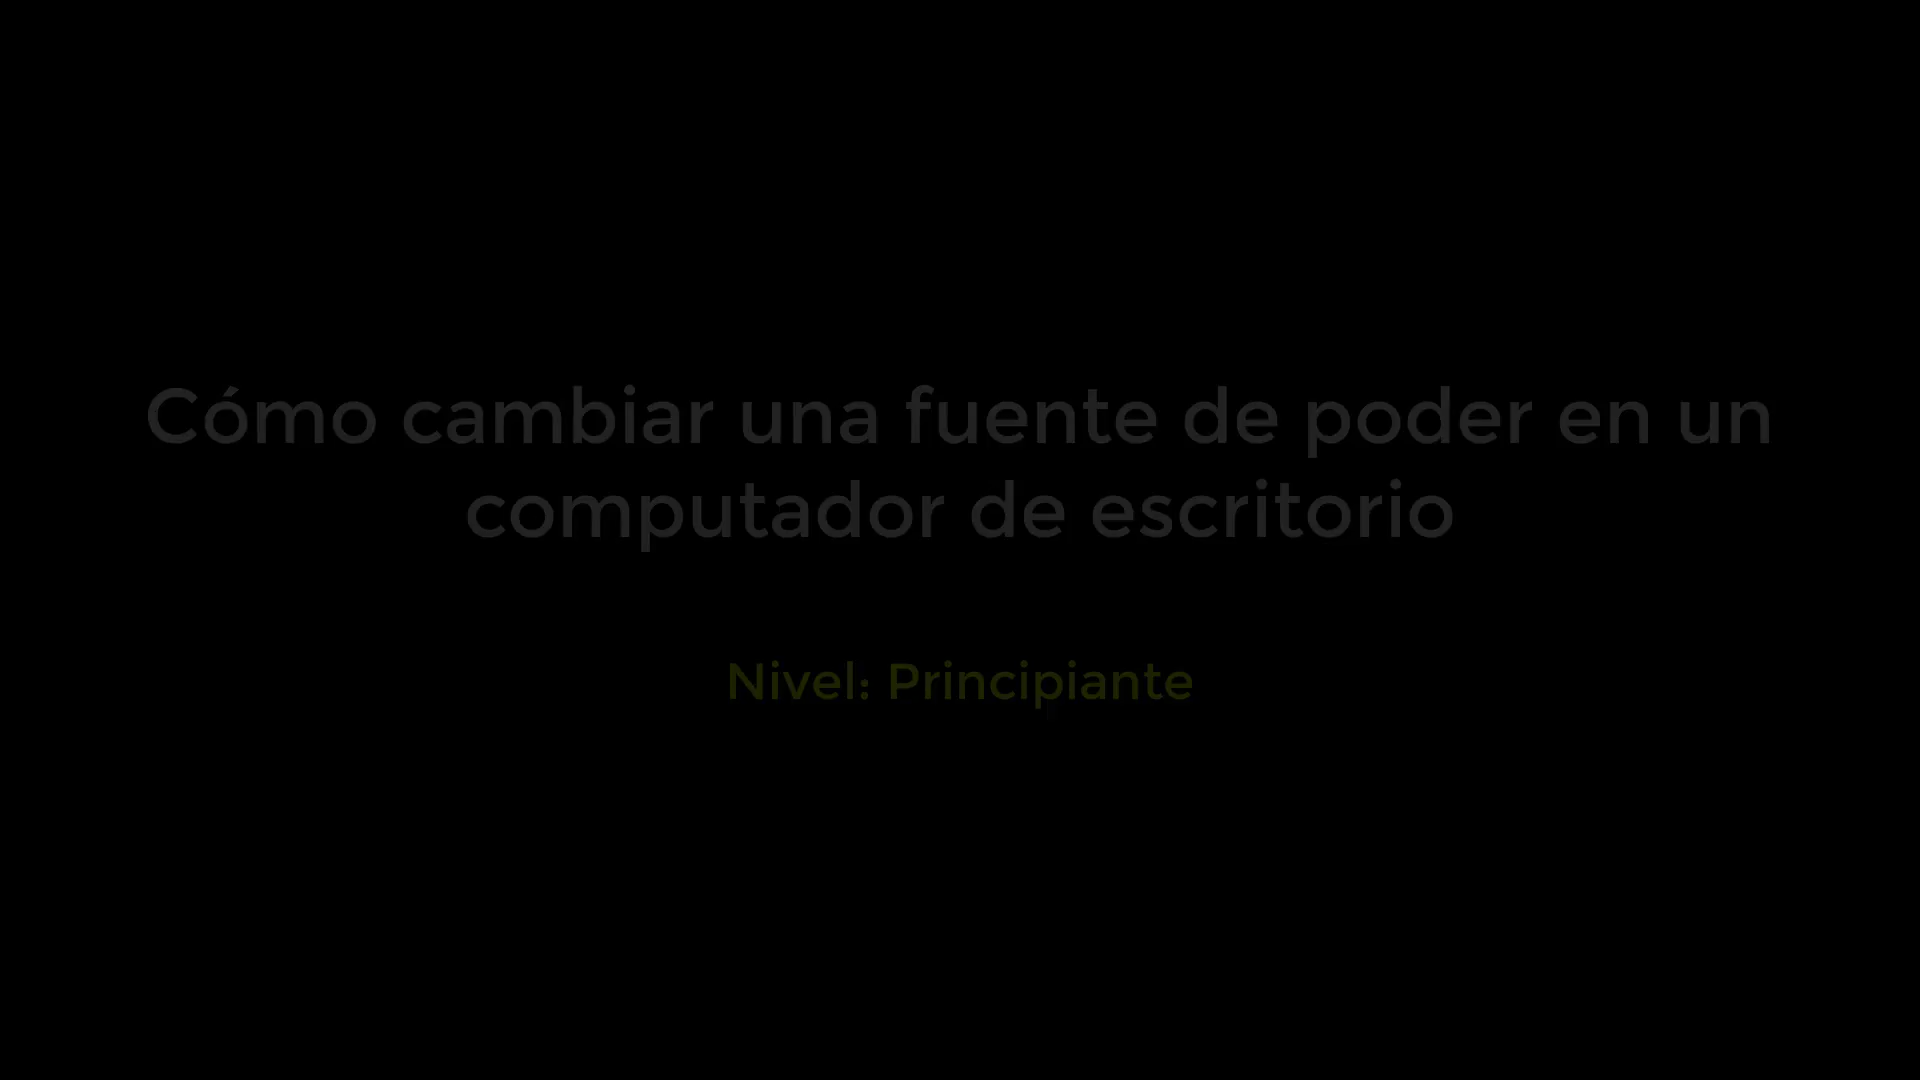 Cómo cambiar una fuente de poder en un
computador de escritorio
Nivel: Principiante